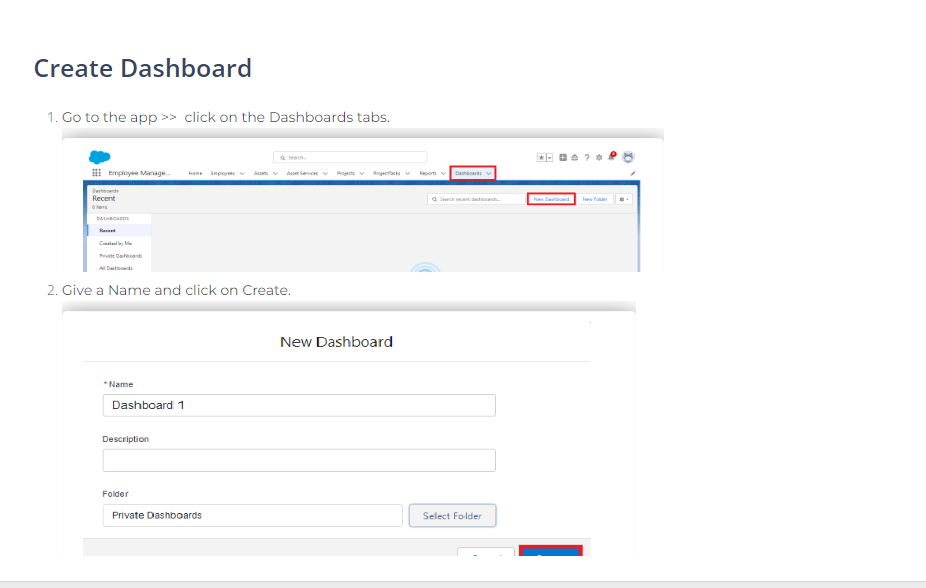 Create Dashboard
1. Go to the app >> click on the Dashboards tabs.
Search...
Employee Manage... Home Employees Assets Asset Services Projects ProjectTasks Reports Dashboards
Dashboards
Recent
0 items
Search recent dashboards... New Dashboard New Folder
DASHBOARDS
Recent
Created by Me
Private Dashboards
All Dashboards
2. Give a Name and click on Create.
New Dashboard
* Name
Dashboard 1
Description
Folder
Private Dashboards Select Folder